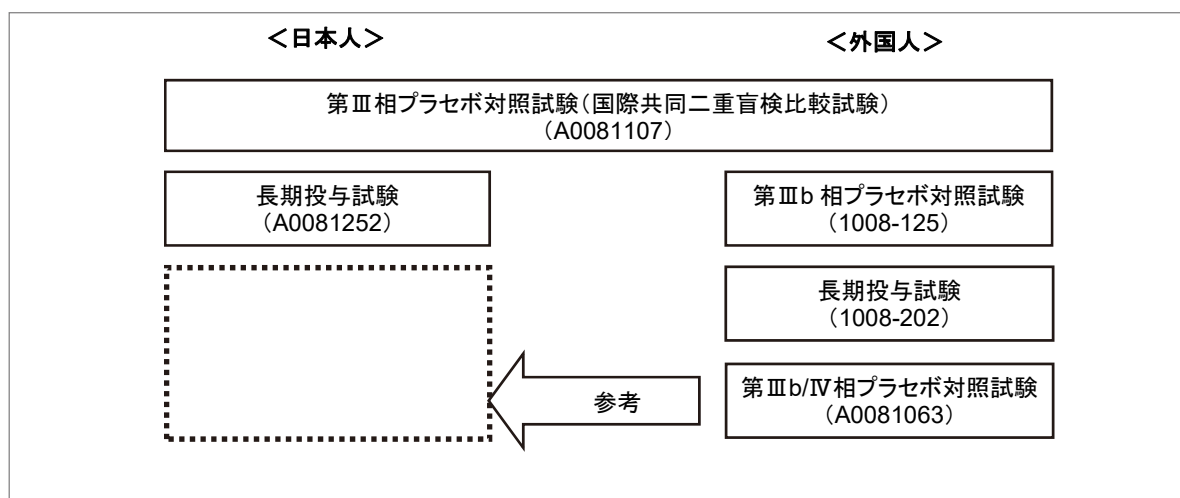 ＜日本人＞
＜外国人＞
第Ⅲ相プラセボ対照試験（国際共同二重盲検比較試験）
（A0081107）
長期投与試験
（A0081252）
第Ⅲb 相プラセボ対照試験
（1008-125）
長期投与試験
（1008-202）
参考
第Ⅲb/Ⅳ相プラセボ対照試験
（A0081063）